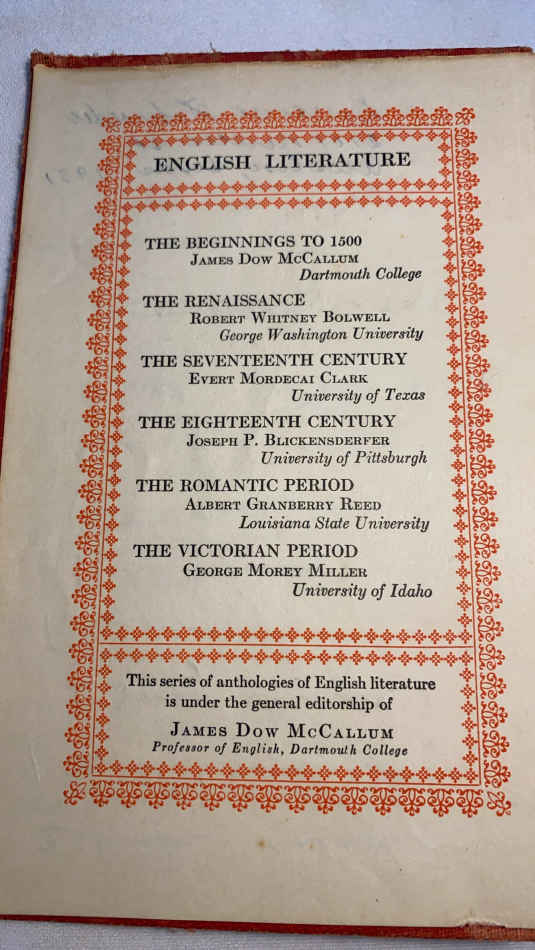 ENGLISH LITERATURE
THE BEGINNINGS TO 1500
JAMES DOW MCCALLUM
Dartmouth College
THE RENAISSANCE
ROBERT WHITNEY BOLWELL
George Washington University
THE SEVENTEENTH CENTURY
EVERT MORDECAI CLARK
University of Texas
THE EIGHTEENTH CENTURY
JOSEPH P. BLICKENSDERFER
University of Pittsburgh
THE ROMANTIC PERIOD
ALBERT GRANBERRY REED
Louisiana State University
THE VICTORIAN PERIOD
GEORGE MOREY MILLER
University of Idaho
This series of anthologies of English literature
is under the general editorship of
JAMES DOW MCCALLUM
Professor of English, Dartmouth College